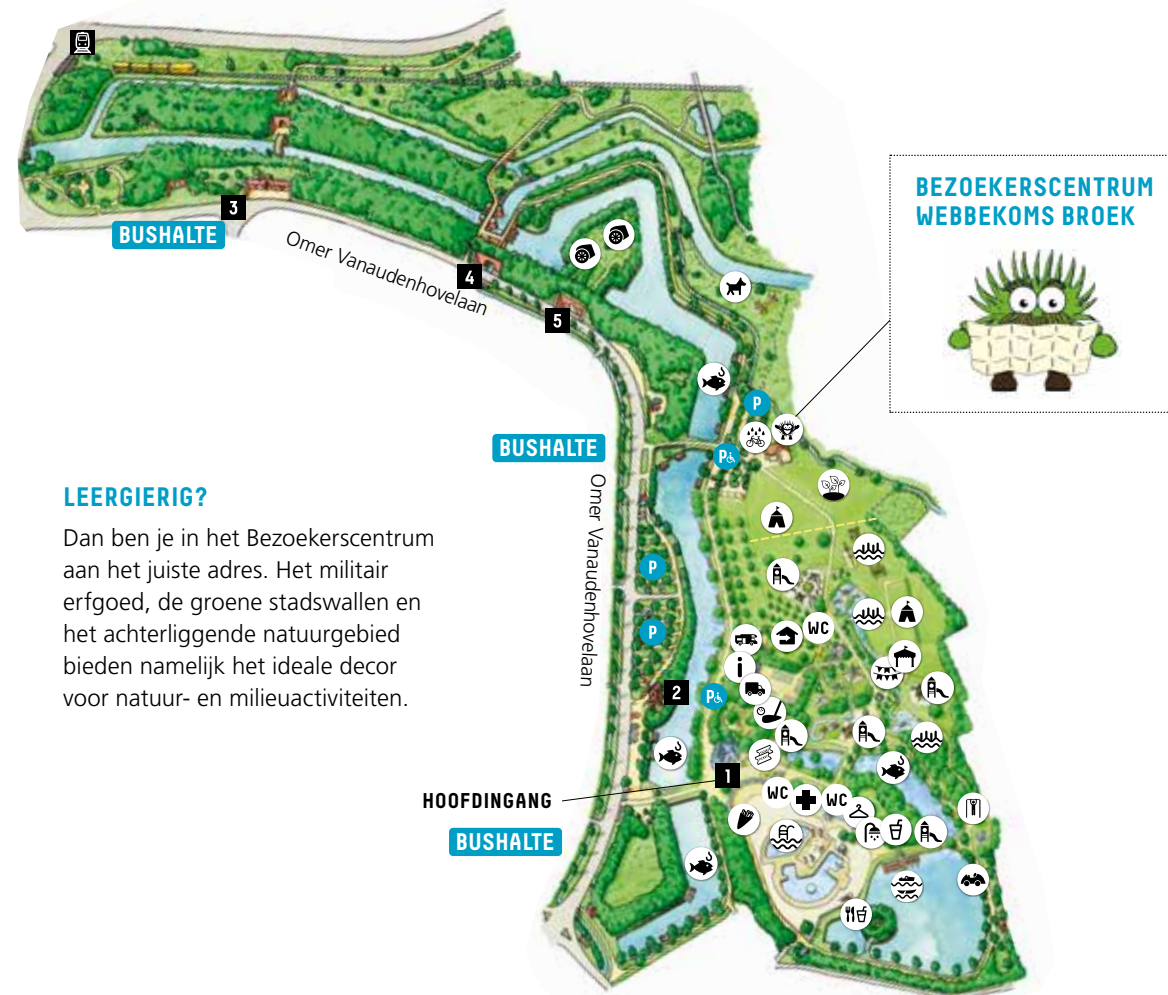 BEZOEKERSCENTRUM
WEBBEKOMS BROEK
3
BUSHALTE
Omer Vanaudenhovelaan
4
5
P
BUSHALTE
P
Omer Vanaudenhovelaan
LEERGIERIG?
Dan ben je in het Bezoekerscentrum
aan het juiste adres. Het militair
erfgoed, de groene stadswallen en
het achterliggende natuurgebied
bieden namelijk het ideale decor
voor natuur- en milieuactiviteiten.
P
P
WC
i
2
P
1
HOOFDINGANG
BUSHALTE
WC
WC